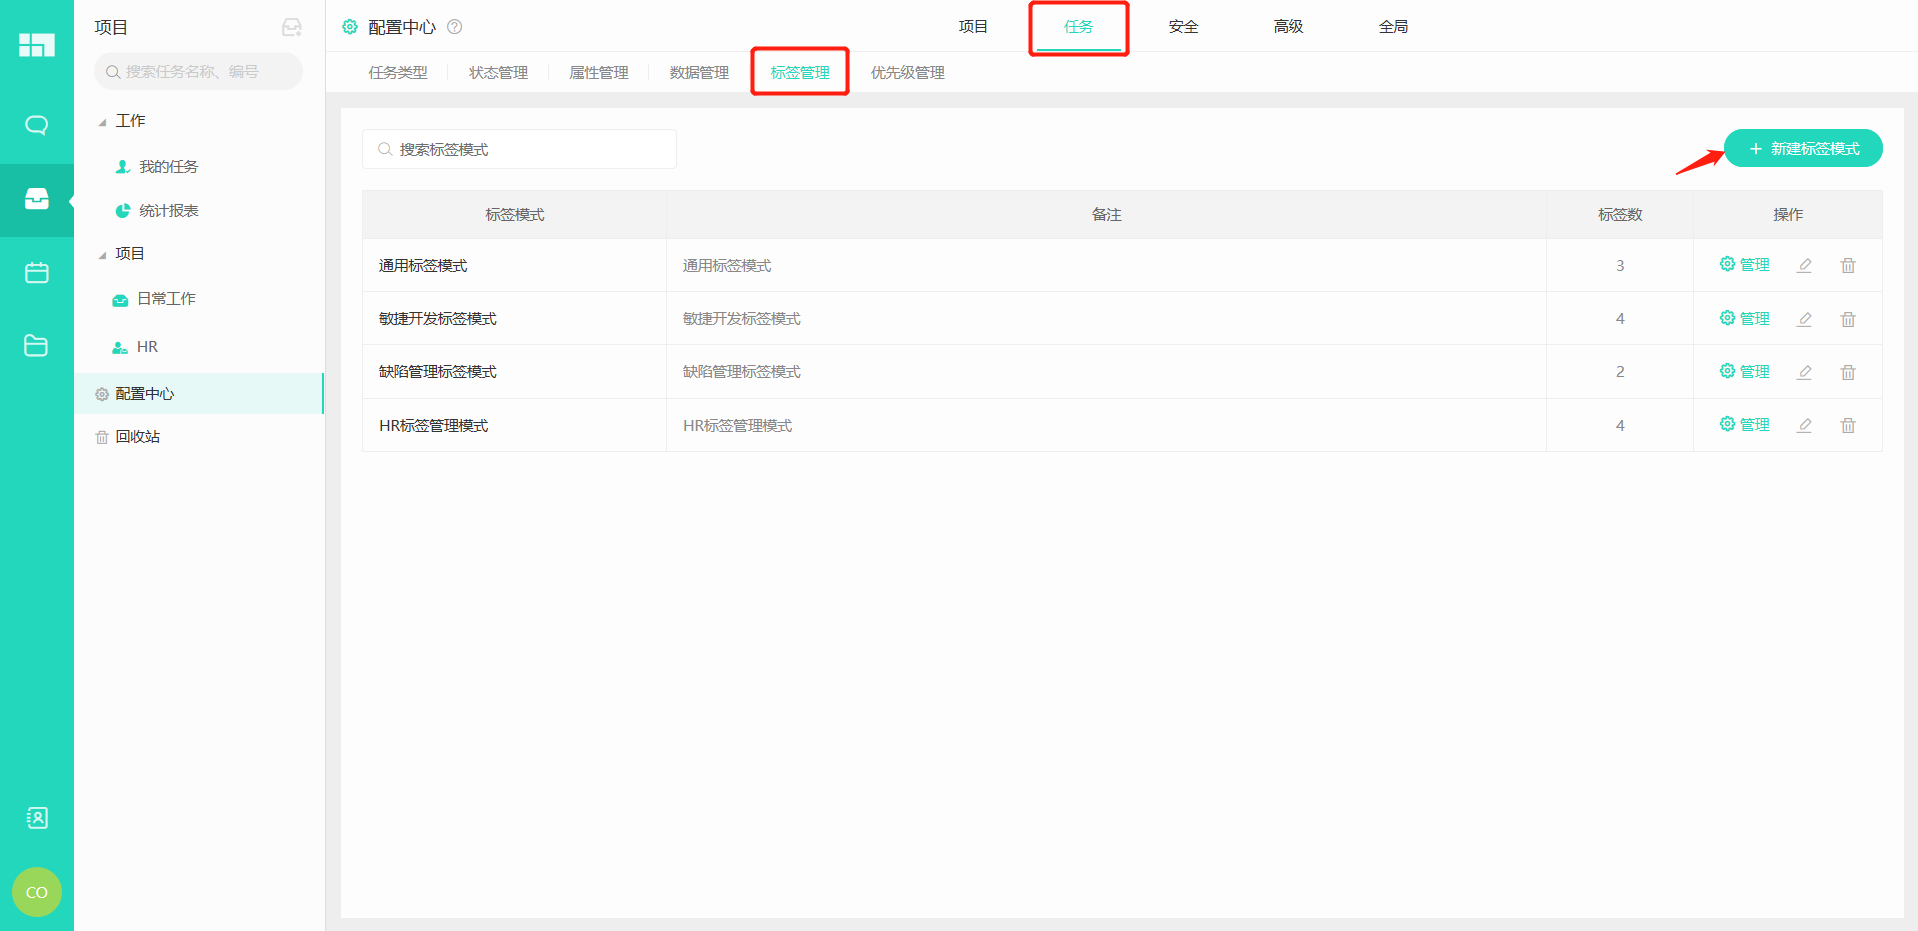 项目
搜索任务名称、编号
工作
我的任务
统计报表
项目
日常工作
HR
配置中心
回收站
CO
配置中心 ?
项目 任务 安全 高级 全局
任务类型 状态管理 属性管理 数据管理 标签管理 优先级管理
搜索标签模式
+ 新建标签模式
标签模式 备注 标签数 操作
通用标签模式 通用标签模式 3 管理
敏捷开发标签模式 敏捷开发标签模式 4 管理
缺陷管理标签模式 缺陷管理标签模式 2 管理
HR标签管理模式 HR标签管理模式 4 管理